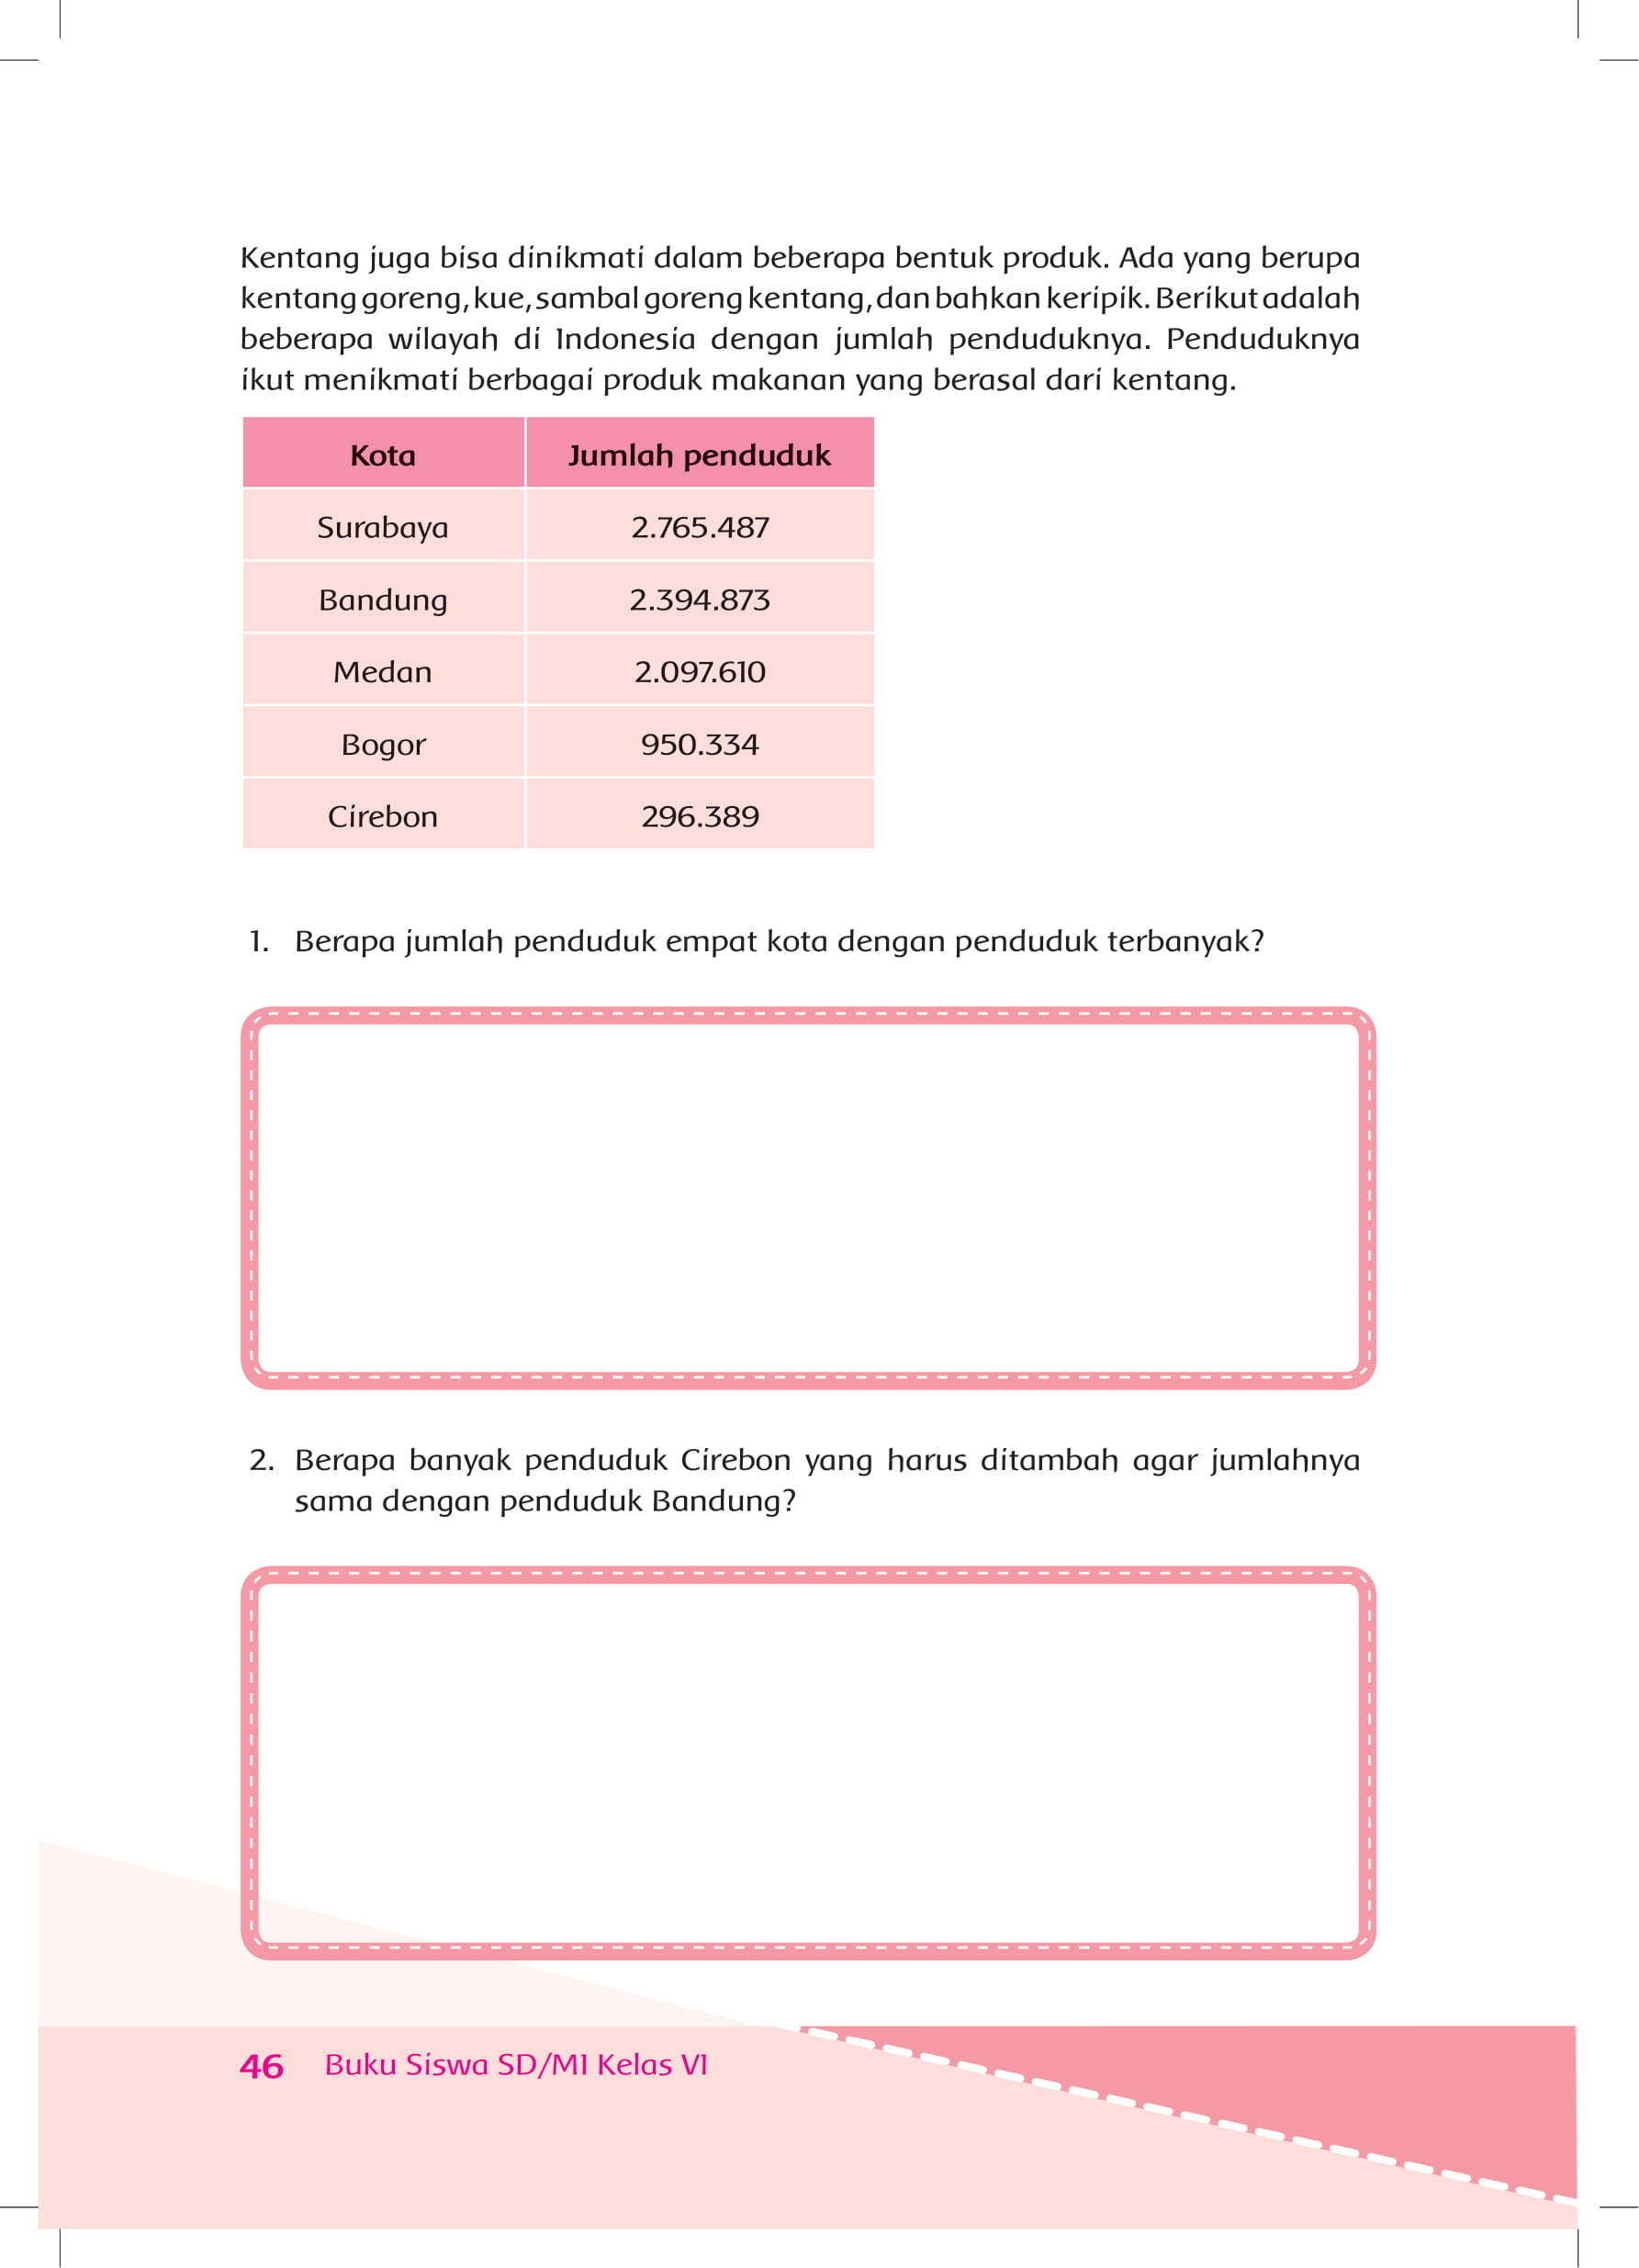 Kentang juga bisa dinikmati dalam beberapa bentuk produk. Ada yang berupa
kentang goreng, kue, sambal goreng kentang, dan bahkan keripik. Berikut adalah
beberapa wilayah di Indonesia dengan jumlah penduduknya. Penduduknya
ikut menikmati berbagai produk makanan yang berasal dari kentang.
Kota Jumlah penduduk
Surabaya 2.765.487
Bandung 2.394.873
Medan 2.097.610
Bogor 950.334
Cirebon 296.389
1. Berapa jumlah penduduk empat kota dengan penduduk terbanyak?
2. Berapa banyak penduduk Cirebon yang harus ditambah agar jumlahnya
sama dengan penduduk Bandung?
46 Buku Siswa SD/MI Kelas VI